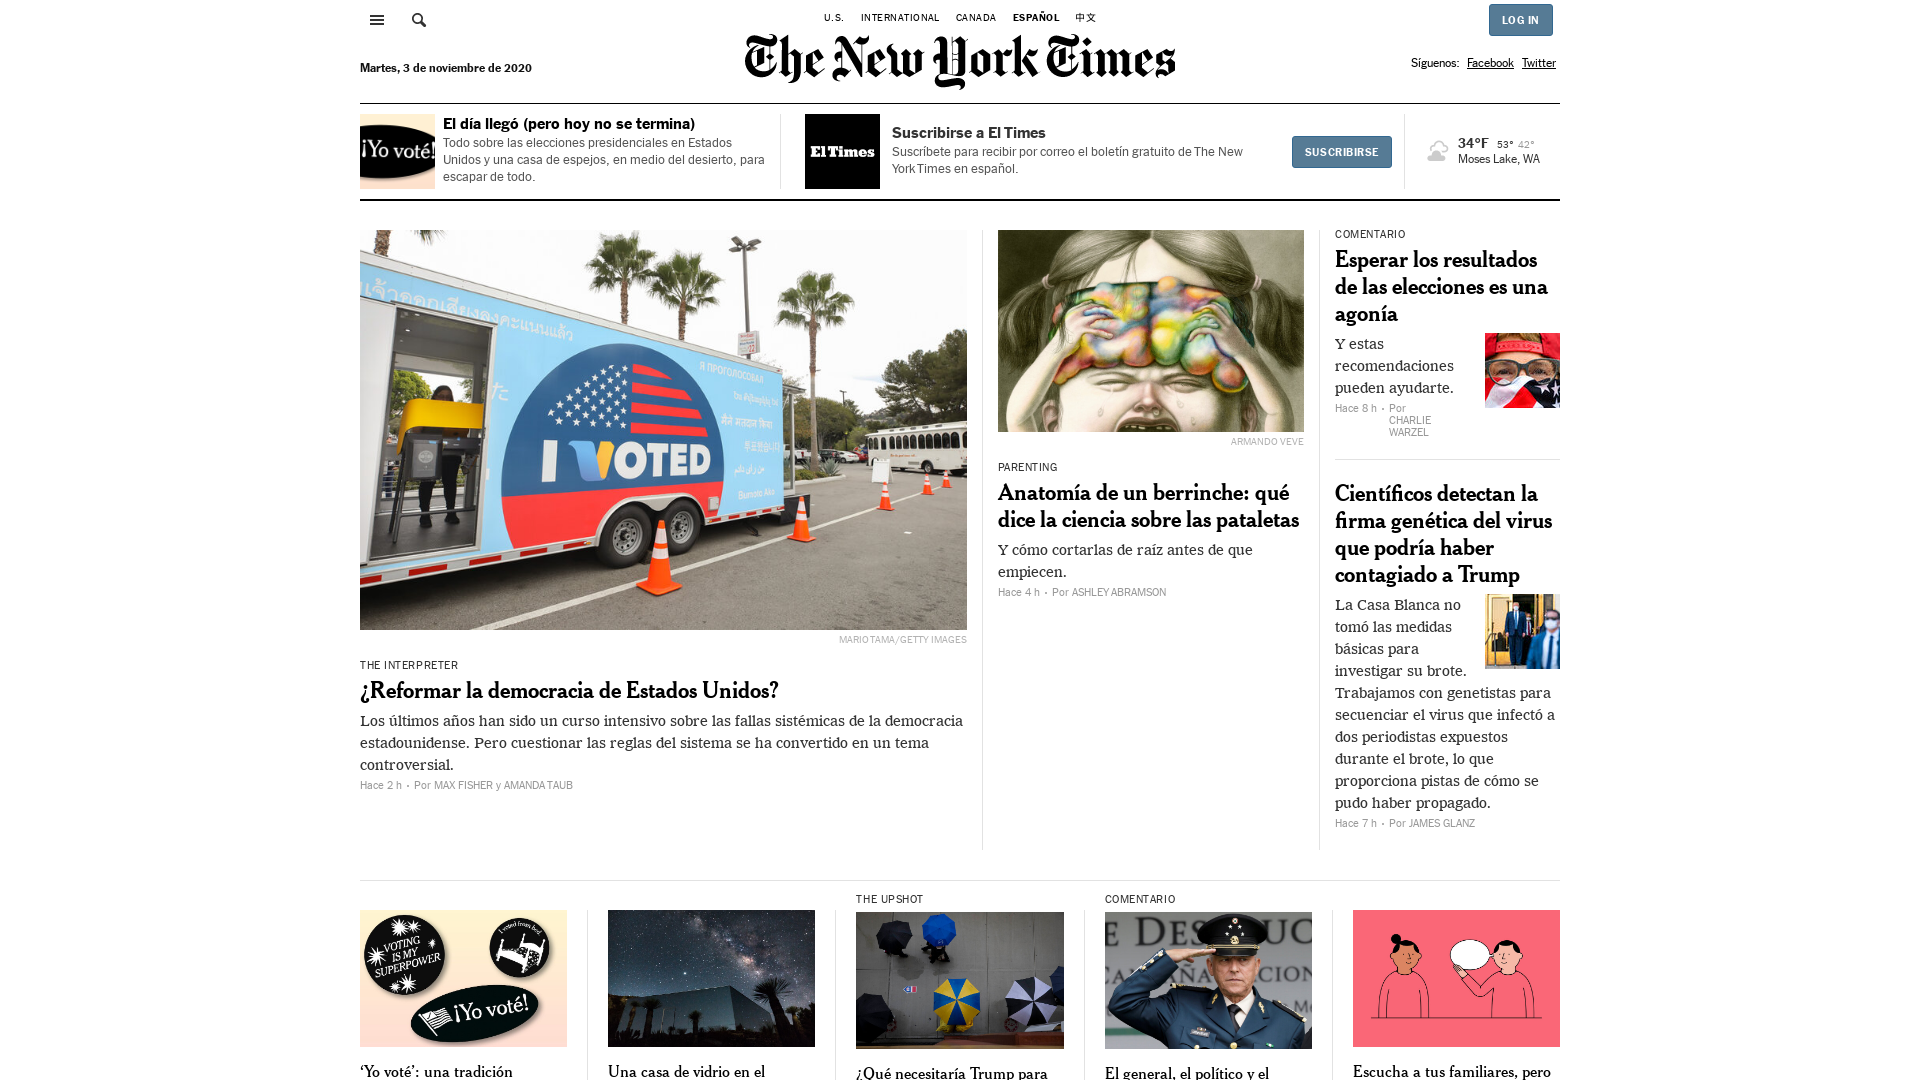 U.S. INTERNATIONAL CANADA ESPAÑOL 中文
LOG IN
The New York Times
Martes, 3 de noviembre de 2020
Síguenos: Facebook Twitter
¡Yo voté!
El día llegó (pero hoy no se termina)
Todo sobre las elecciones presidenciales en Estados
Unidos y una casa de espejos, en medio del desierto, para
escapar de todo.
El Times
Suscribirse a El Times
Suscríbete para recibir por correo el boletín gratuito de The New
York Times en español.
SUSCRIBIRSE
34°F 53° 42°
Moses Lake, WA
I VOTED
MARIO TAMA/GETTY IMAGES
THE INTERPRETER
¿Reformar la democracia de Estados Unidos?
Los últimos años han sido un curso intensivo sobre las fallas sistémicas de la democracia
estadounidense. Pero cuestionar las reglas del sistema se ha convertido en un tema
controversial.
Hace 2 h • Por MAX FISHER y AMANDA TAUB
ARMANDO VEVE
PARENTING
Anatomía de un berrinche: qué
dice la ciencia sobre las pataletas
Y cómo cortarlas de raíz antes de que
empiecen.
Hace 4 h • Por ASHLEY ABRAMSON
COMENTARIO
Esperar los resultados
de las elecciones es una
agonía
Y estas
recomendaciones
pueden ayudarte.
Hace 8 h • Por
CHARLIE
WARZEL
Científicos detectan la
firma genética del virus
que podría haber
contagiado a Trump
La Casa Blanca no
tomó las medidas
básicas para
investigar su brote.
Trabajamos con genetistas para
secuenciar el virus que infectó a
dos periodistas expuestos
durante el brote, lo que
proporciona pistas de cómo se
pudo haber propagado.
Hace 7 h • Por JAMES GLANZ
VOTING
IS MY
SUPERPOWER
I voted from bed.
¡Yo voté!
'Yo voté': una tradición
Una casa de vidrio en el
THE UPSHOT
¿Qué necesitaría Trump para
COMENTARIO
El general, el político y el
Escucha a tus familiares, pero